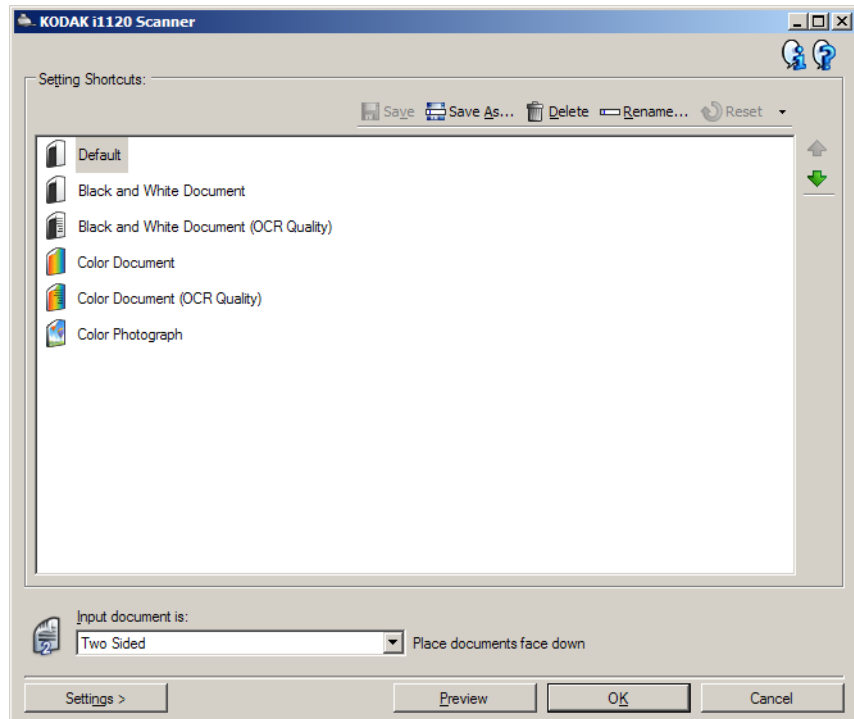 KODAK i1120 Scanner
Setting Shortcuts:
Save Save As... Delete Rename... Reset
Default
Black and White Document
Black and White Document (OCR Quality)
Color Document
Color Document (OCR Quality)
Color Photograph
Input document is:
2 Two Sided Place documents face down
Settings > Preview OK Cancel